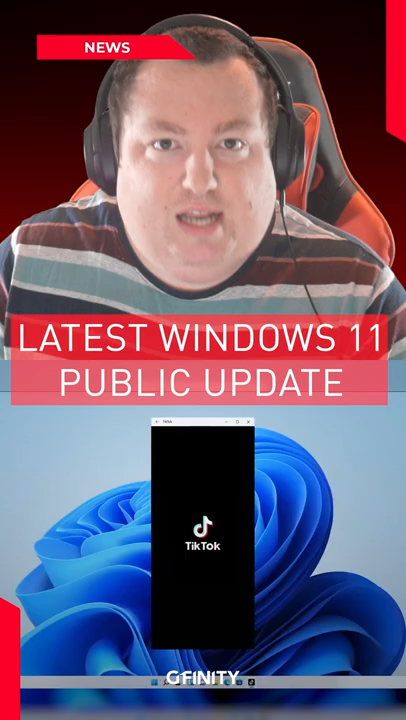 NEWS
LATEST WINDOWS 11
PUBLIC UPDATE
TikTok
TikTok
GFINITY